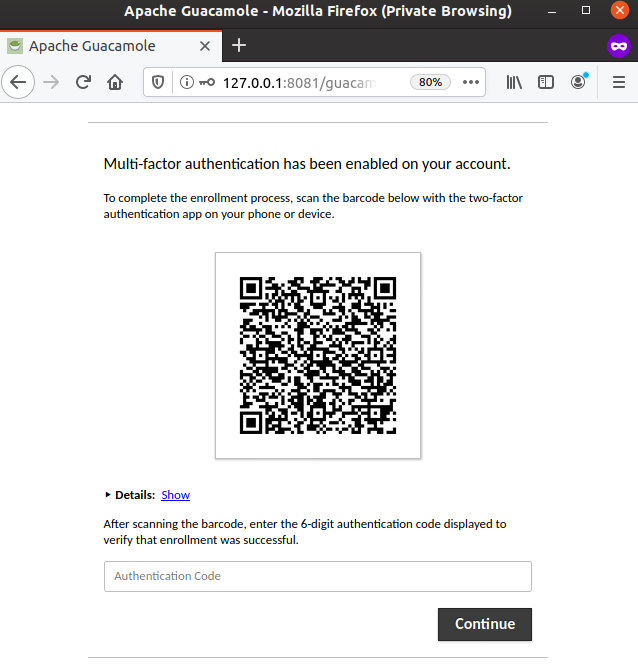 Apache Guacamole - Mozilla Firefox (Private Browsing)
Apache Guacamole
127.0.0.1:8081/guacam
80%
Multi-factor authentication has been enabled on your account.
To complete the enrollment process, scan the barcode below with the two-factor
authentication app on your phone or device.
Details: Show
After scanning the barcode, enter the 6-digit authentication code displayed to
verify that enrollment was successful.
Authentication Code
Continue